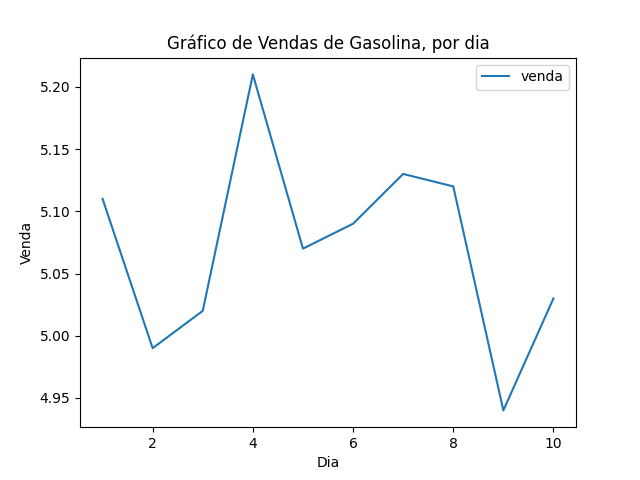 Gráfico de Vendas de Gasolina, por dia
venda
5.20
5.15
5.10
5.05
5.00
4.95
Venda
2 4 6 8 10
Dia